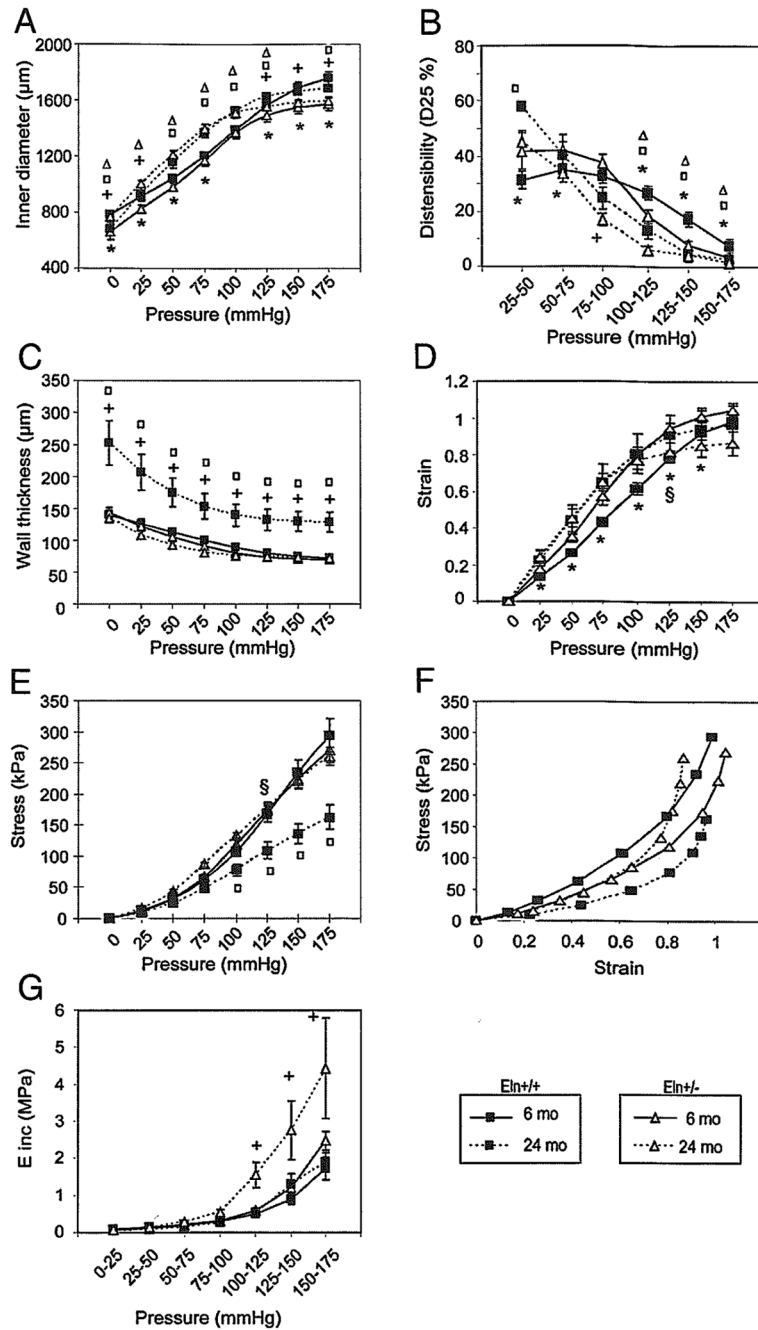 A
Inner diameter (µm)
2000
1600
1200
800
400
0 25 50 75 100 125 150 175
Pressure (mmHg)
B
Distensibility (D25 %)
80
60
40
20
0
25-50 50-75 75-100 100-125 125-150 150-175
Pressure (mmHg)
C
Wall thickness (µm)
350
300
250
200
150
100
50
0
0 25 50 75 100 125 150 175
Pressure (mmHg)
D
Strain
1.2
1
0.8
0.6
0.4
0.2
0
§
0 25 50 75 100 125 150 175
Pressure (mmHg)
E
Stress (kPa)
350
300
250
200
150
100
50
0
§
0 25 50 75 100 125 150 175
Pressure (mmHg)
F
Stress (kPa)
350
300
250
200
150
100
50
0
0 0.2 0.4 0.6 0.8 1
Strain
G
E inc (MPa)
6
5
4
3
2
1
0
0-25 25-50 50-75 75-100 100-125 125-150 150-175
Pressure (mmHg)
Eln+/+
6 mo
24 mo
Eln+/-
6 mo
24 mo